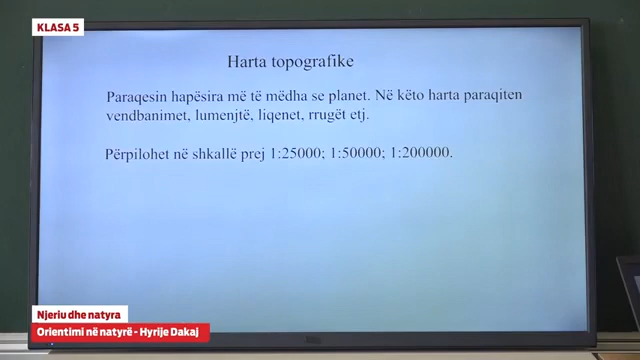 KLASA 5
Harta topografike
Paraqesin hapësira më të mëdha se planet. Në këto harta paraqiten
vendbanimet, lumenjtë, liqenet, rrugët etj.
Përpilohet në shkallë prej 1:25000; 1:50000; 1:200000.
Njeriu dhe natyra
Orientimi në natyrë - Hyrije Dakaj